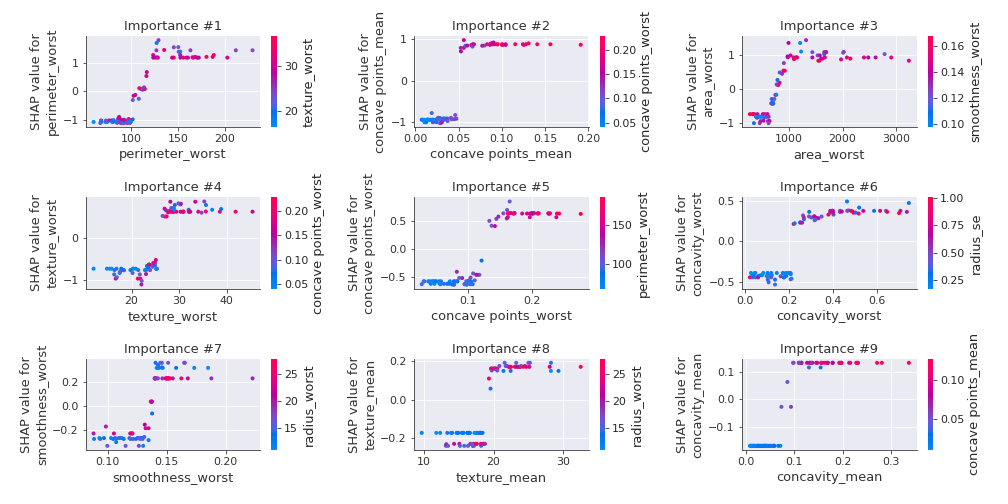 Importance #1
SHAP value for
perimeter_worst
1
0
−1
100
150
200
perimeter_worst
30
20
texture_worst
Importance #2
SHAP value for
concave points_mean
1
0
−1
0.00
0.05
0.10
0.15
0.20
concave points_mean
0.20
0.15
0.10
0.05
concave points_worst
Importance #3
SHAP value for
area_worst
1
0
−1
1000
2000
3000
area_worst
0.16
0.14
0.12
0.10
smoothness_worst
Importance #4
SHAP value for
texture_worst
0
−1
20
30
40
texture_worst
0.20
0.15
0.10
0.05
concave points_worst
Importance #5
SHAP value for
concave points_worst
0.5
0.0
−0.5
0.1
0.2
concave points_worst
150
100
perimeter_worst
Importance #6
SHAP value for
concavity_worst
0.5
0.0
−0.5
0.0
0.2
0.4
0.6
concavity_worst
1.00
0.75
0.50
0.25
radius_se
Importance #7
SHAP value for
smoothness_worst
0.2
0.0
−0.2
0.10
0.15
0.20
smoothness_worst
25
20
15
radius_worst
Importance #8
SHAP value for
texture_mean
0.2
0.0
−0.2
10
20
30
texture_mean
25
20
15
radius_worst
Importance #9
SHAP value for
concavity_mean
0.1
0.0
−0.1
0.0
0.1
0.2
0.3
concavity_mean
0.10
0.05
concave points_mean